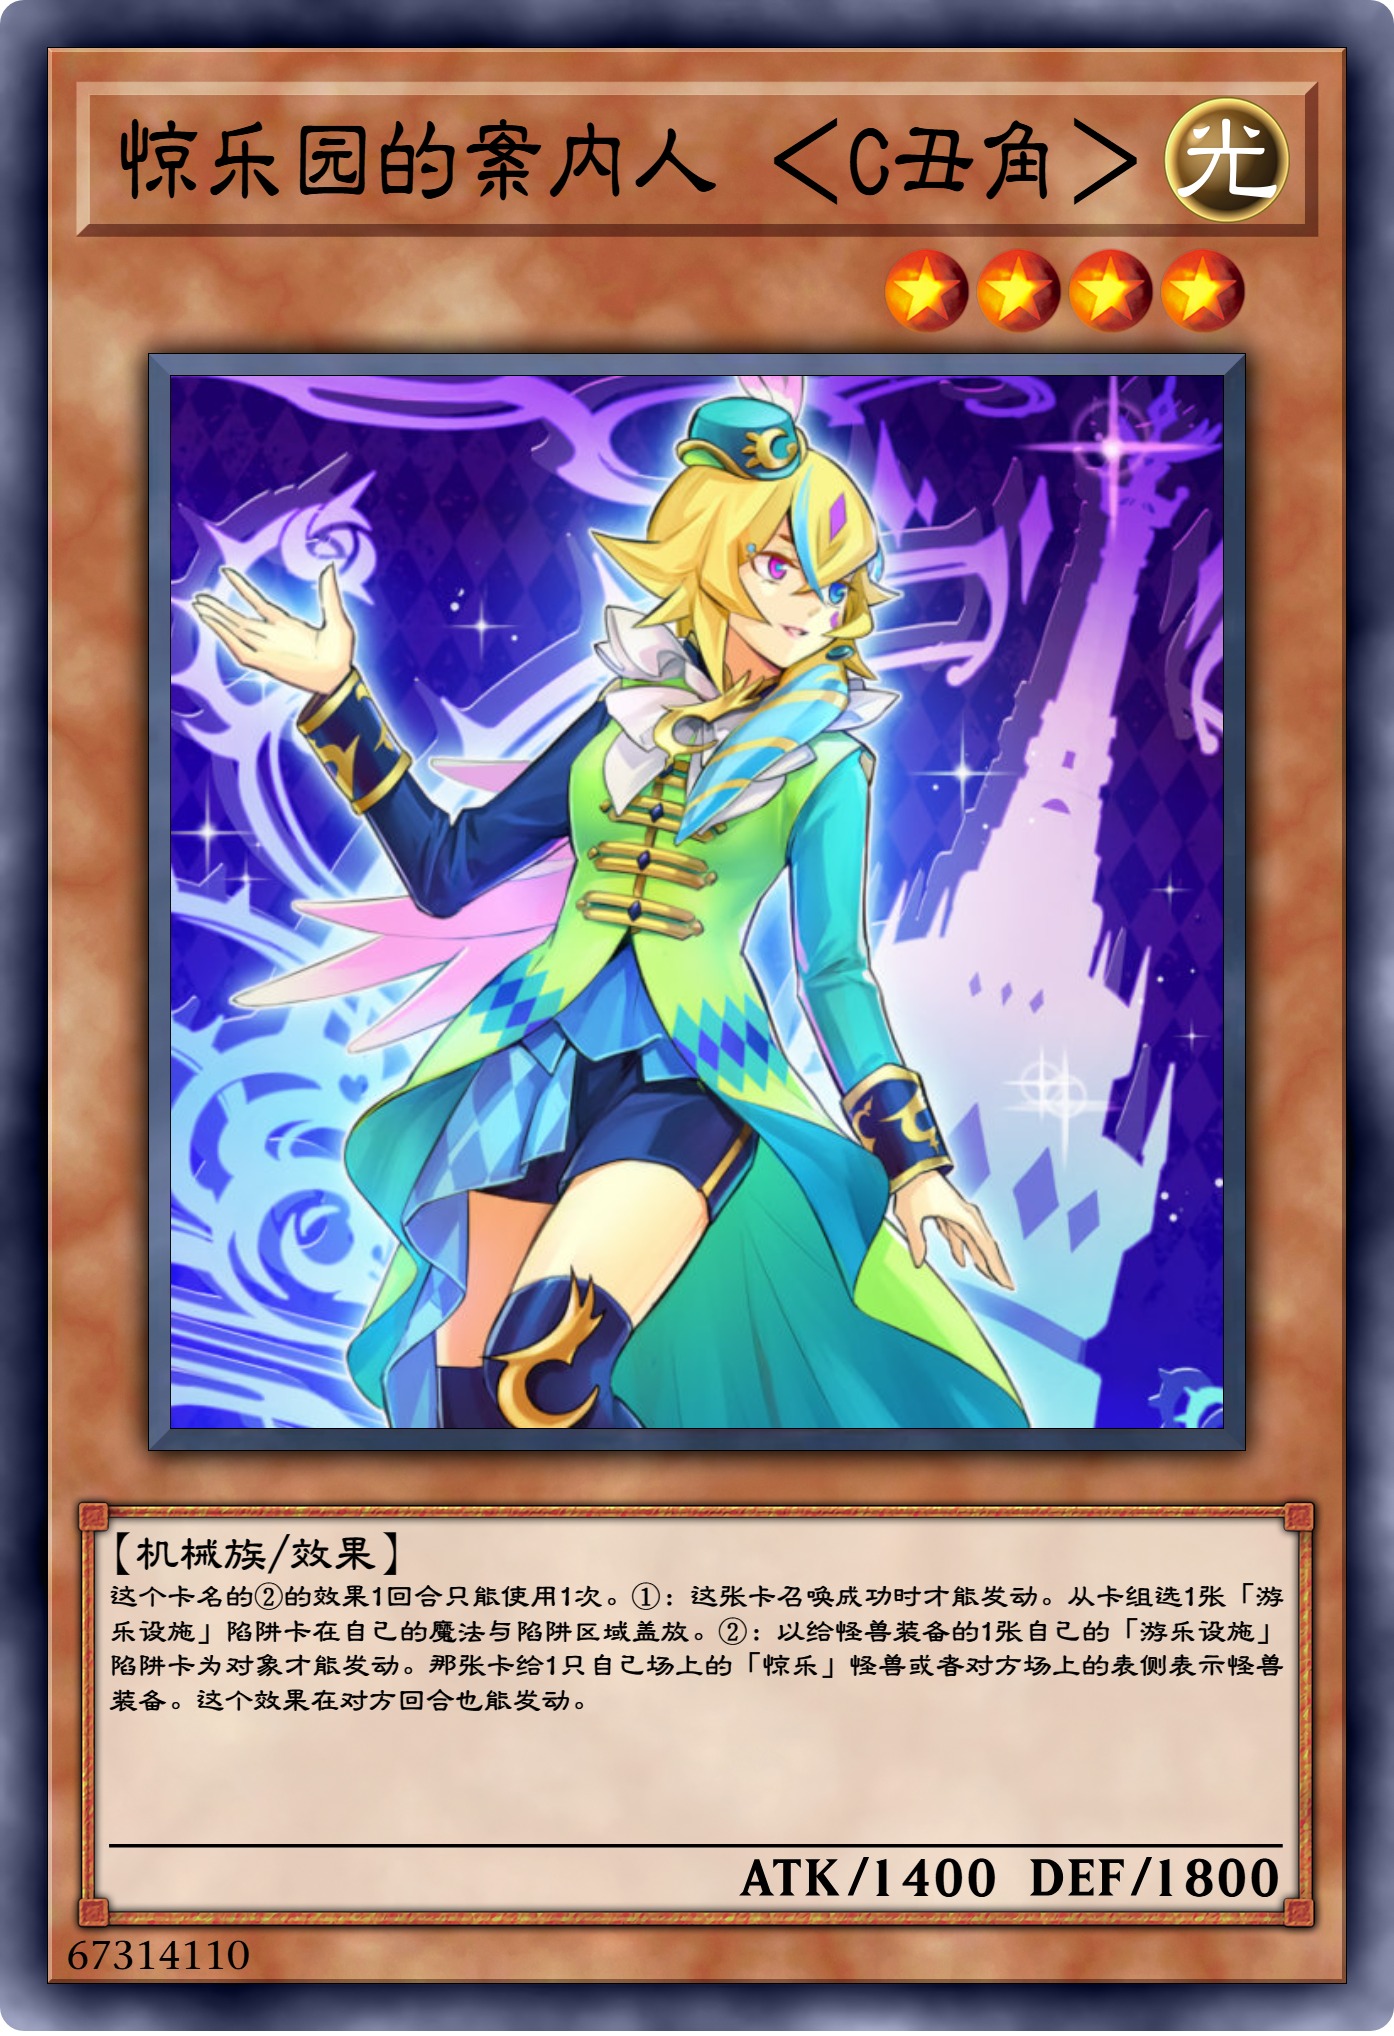 惊乐园的案内人 ＜C丑角＞ 光
【机械族/效果】
这个卡名的②的效果1回合只能使用1次。①：这张卡召唤成功时才能发动。从卡组选1张「游
乐设施」陷阱卡在自己的魔法与陷阱区域盖放。②：以给怪兽装备的1张自己的「游乐设施」
陷阱卡为对象才能发动。那张卡给1只自己场上的「惊乐」怪兽或者对方场上的表侧表示怪兽
装备。这个效果在对方回合也能发动。
ATK/1400 DEF/1800
67314110